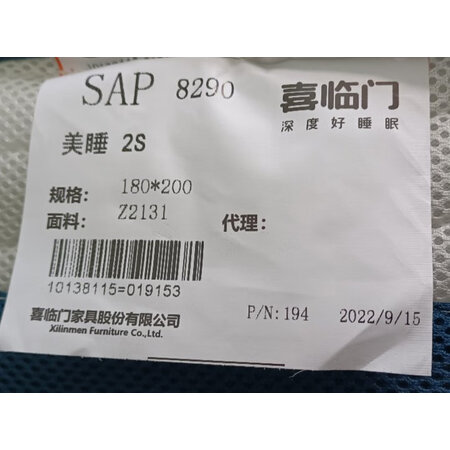 SAP 8290
喜临门
深度好睡眠
美睡 2S
规格: 180*200
面料: Z2131
代理:
10138115=019153
喜临门家具股份有限公司
Xilinmen Furniture Co.,Ltd.
P/N:194 2022/9/15